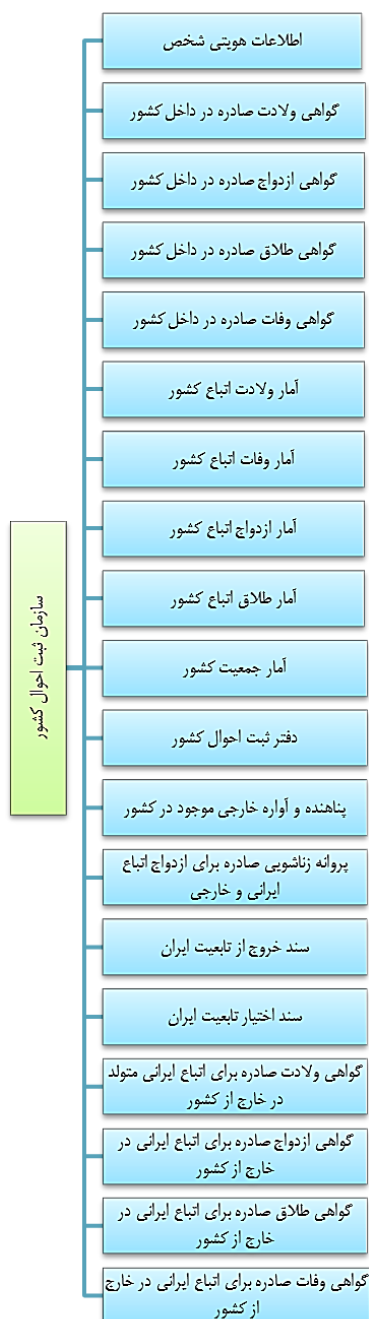 اطلاعات هویتی شخص
گواهی ولادت صادره در داخل کشور
گواهی ازدواج صادره در داخل کشور
گواهی طلاق صادره در داخل کشور
گواهی وفات صادره در داخل کشور
آمار ولادت اتباع کشور
آمار وفات اتباع کشور
آمار ازدواج اتباع کشور
آمار طلاق اتباع کشور
سازمان ثبت احوال کشور
آمار جمعیت کشور
دفتر ثبت احوال کشور
پناهنده و آواره خارجی موجود در کشور
پروانه زناشویی صادره برای ازدواج اتباع
ایرانی و خارجی
سند خروج از تابعیت ایران
سند اختیار تابعیت ایران
گواهی ولادت صادره برای اتباع ایرانی متولد
در خارج از کشور
گواهی ازدواج صادره برای اتباع ایرانی در
خارج از کشور
گواهی طلاق صادره برای اتباع ایرانی در
خارج از کشور
گواهی وفات صادره برای اتباع ایرانی در خارج
از کشور